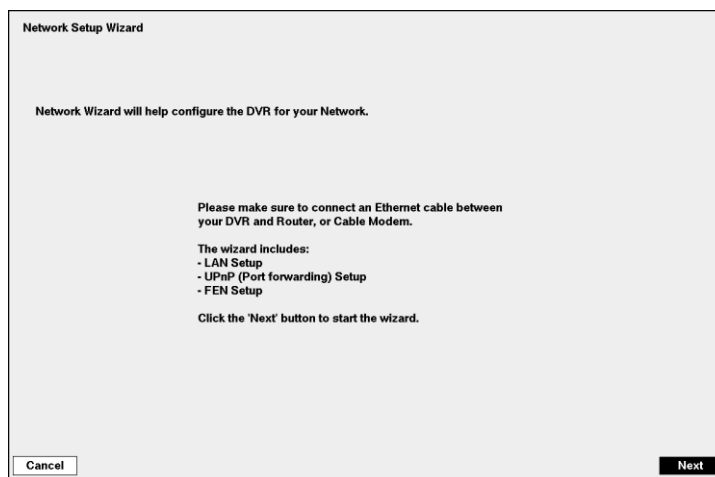 Network Setup Wizard
Network Wizard will help configure the DVR for your Network.
Please make sure to connect an Ethernet cable between
your DVR and Router, or Cable Modem.
The wizard includes:
- LAN Setup
- UPnP (Port forwarding) Setup
- FEN Setup
Click the 'Next' button to start the wizard.
Cancel
Next